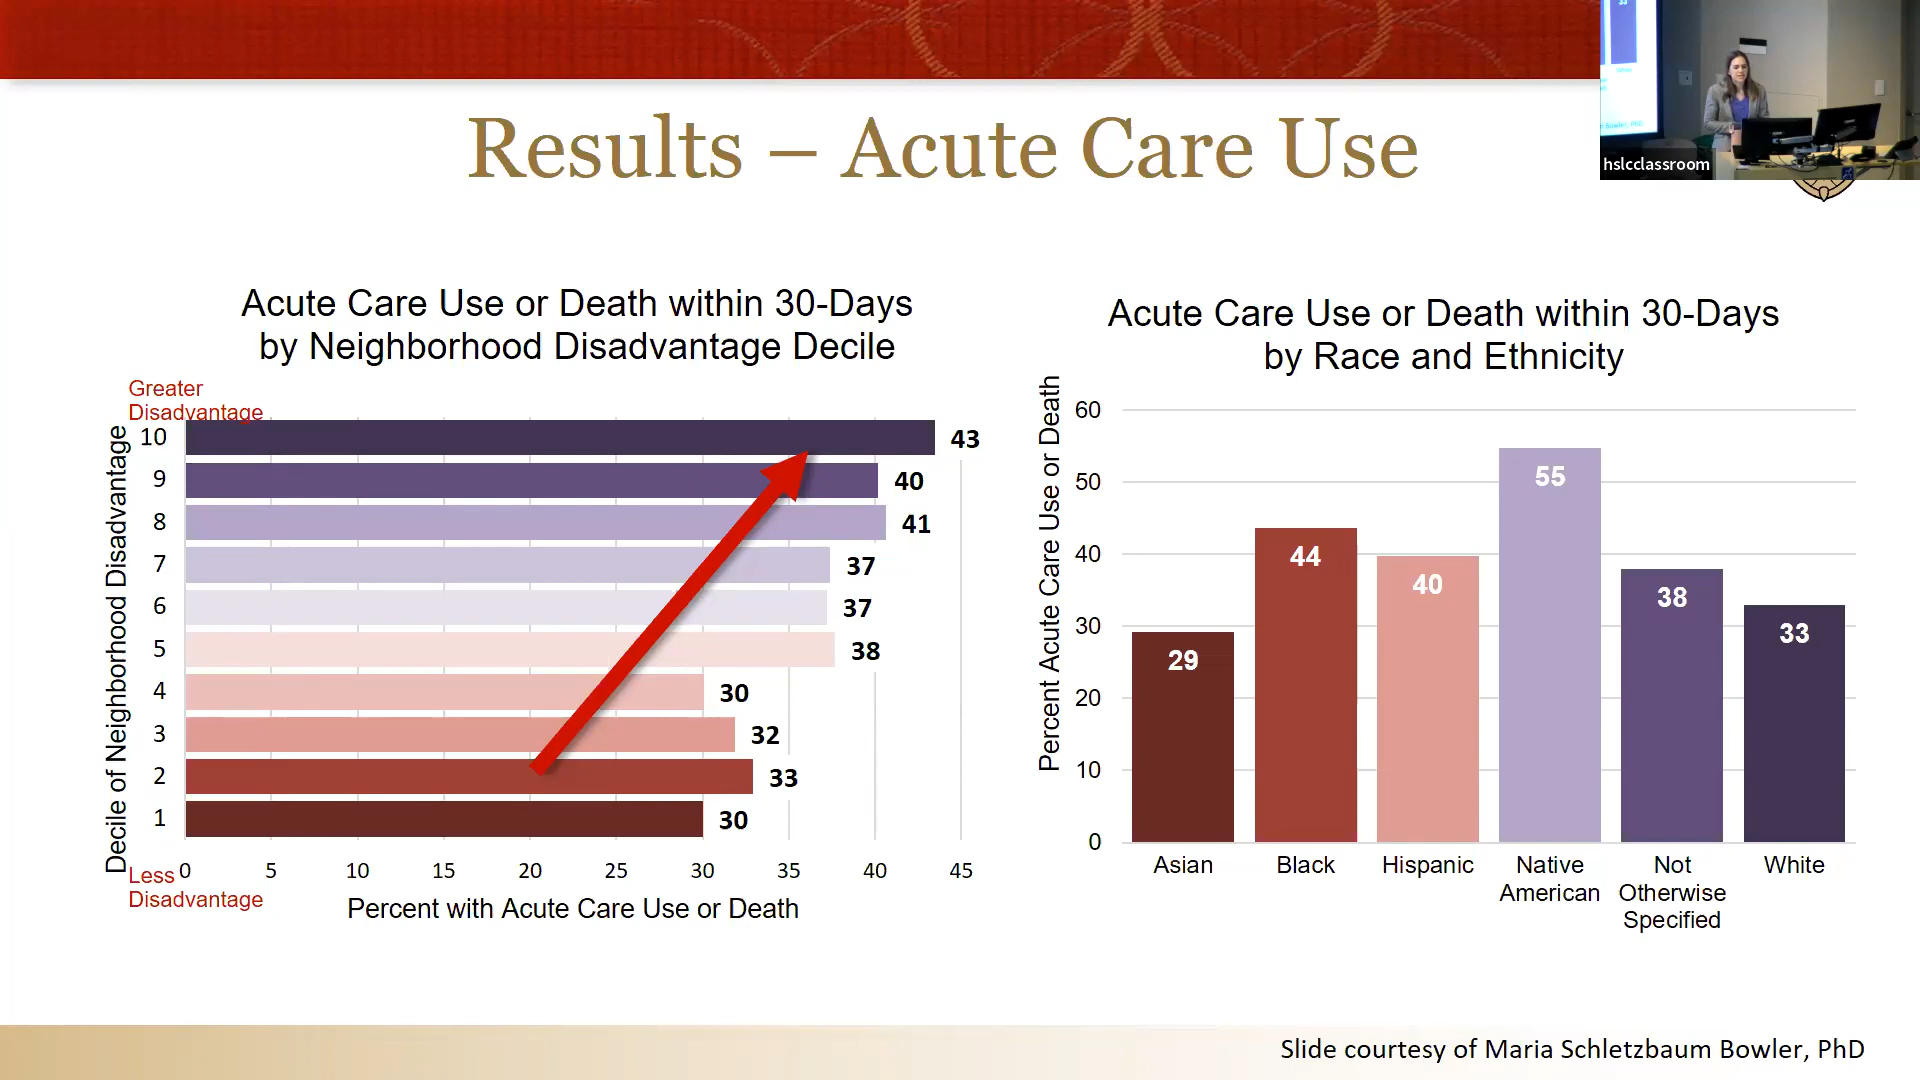 Results – Acute Care Use
hslcclassroom
Acute Care Use or Death within 30-Days
by Neighborhood Disadvantage Decile
Greater
Disadvantage
Decile of Neighborhood Disadvantage
10
43
9
40
8
41
7
37
6
37
5
38
4
30
3
32
2
33
1
30
Less
Disadvantage
0 5 10 15 20 25 30 35 40 45
Percent with Acute Care Use or Death
Acute Care Use or Death within 30-Days
by Race and Ethnicity
Percent Acute Care Use or Death
60
50
40
30
20
10
0
29
44
40
55
38
33
Asian
Black
Hispanic
Native
American
Not
Otherwise
Specified
White
Slide courtesy of Maria Schletzbaum Bowler, PhD